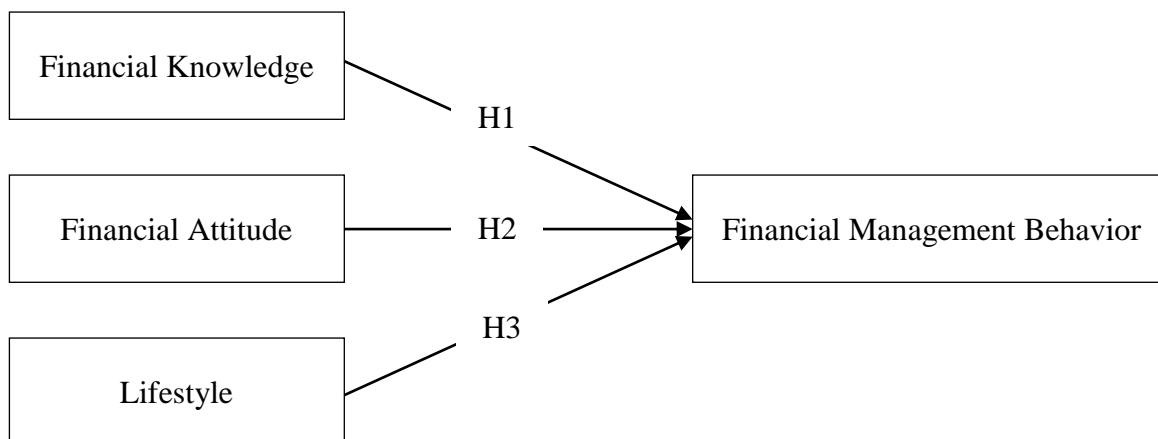 Financial Knowledge
H1
Financial Attitude
H2
Financial Management Behavior
H3
Lifestyle